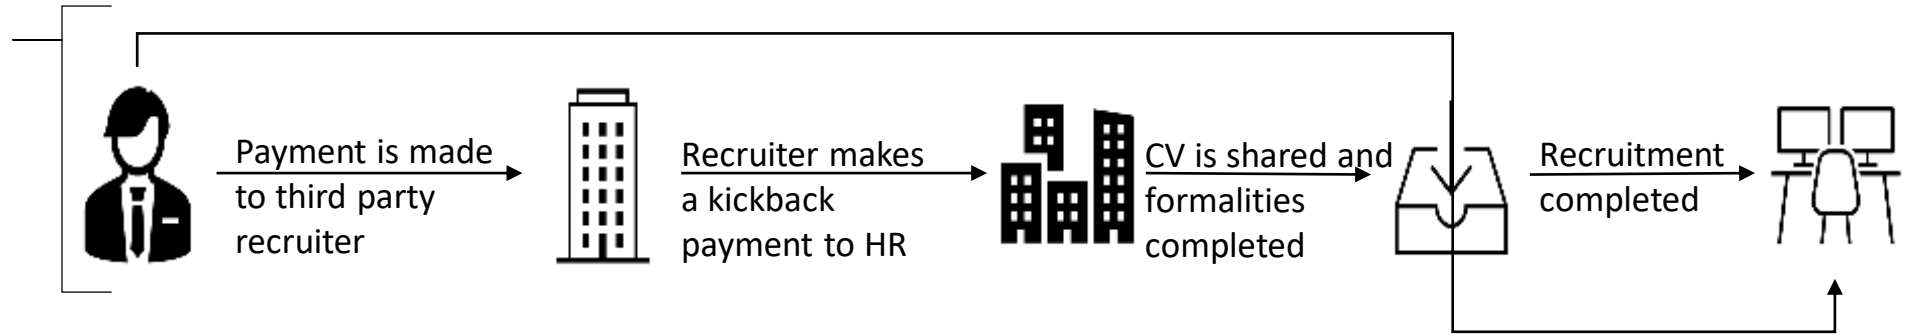 Payment is made
to third party
recruiter
Recruiter makes
a kickback
payment to HR
CV is shared and
formalities
completed
Recruitment
completed